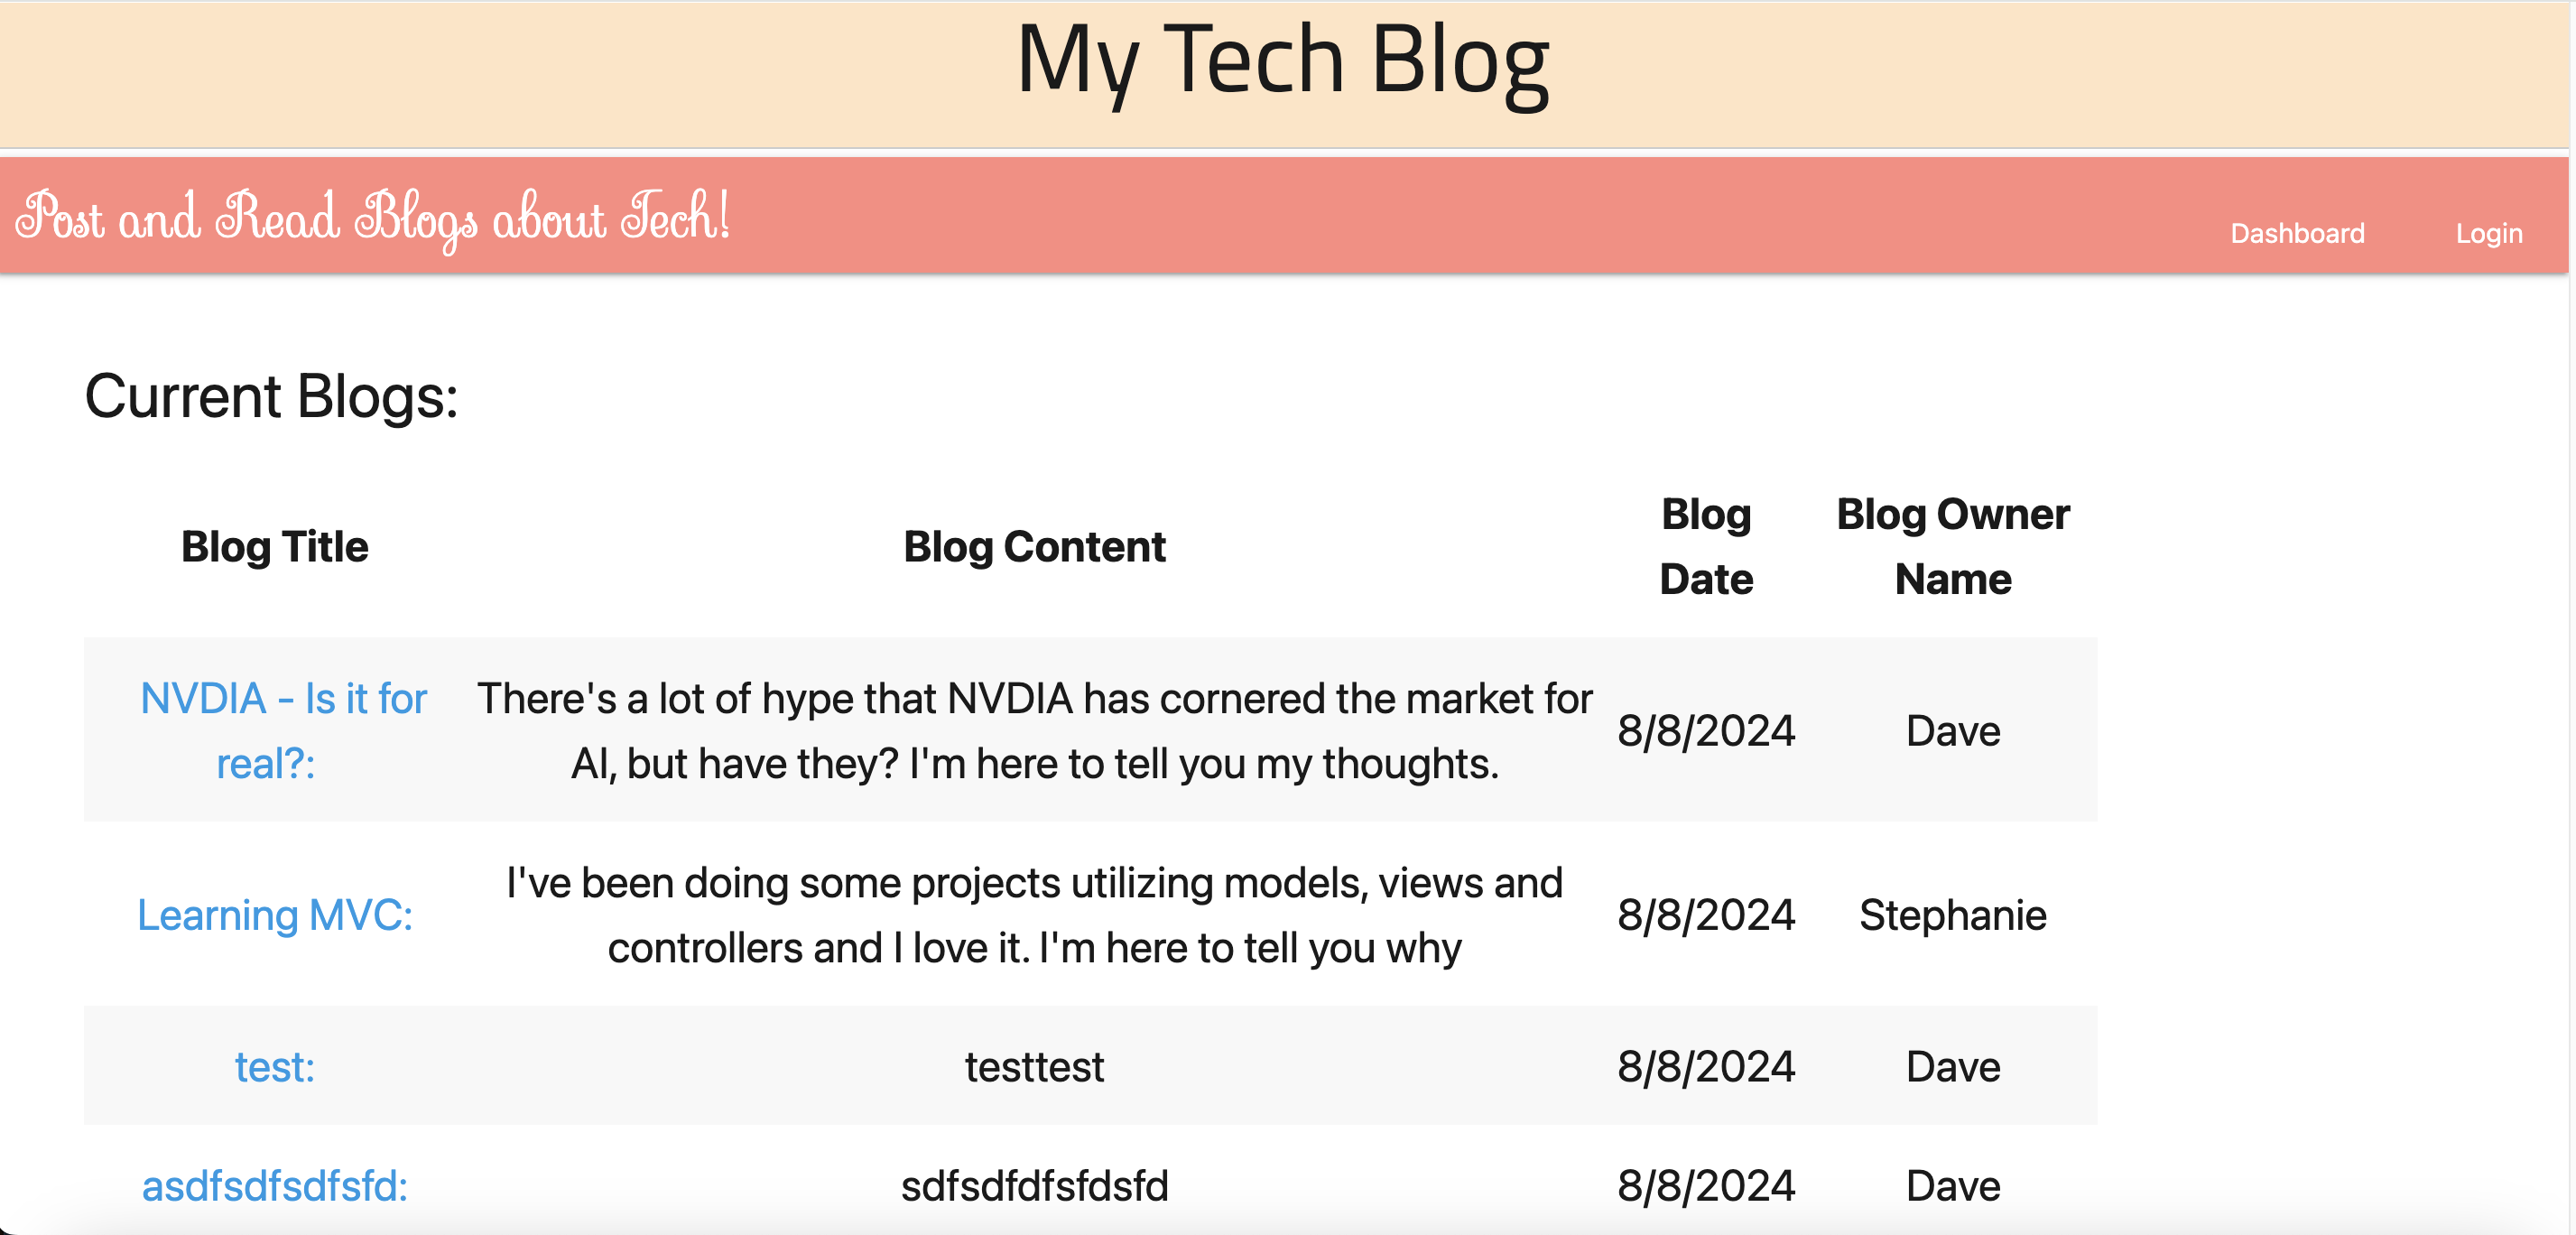 My Tech Blog
Post and Read Blogs about Tech!
Dashboard Login
Current Blogs:
Blog Title Blog Content Blog Date Blog Owner Name
NVDIA - Is it for real?: There's a lot of hype that NVDIA has cornered the market for AI, but have they? I'm here to tell you my thoughts. 8/8/2024 Dave
Learning MVC: I've been doing some projects utilizing models, views and controllers and I love it. I'm here to tell you why 8/8/2024 Stephanie
test: testtest 8/8/2024 Dave
asdfsdfsdfsfd: sdfsdfdfsfdsfd 8/8/2024 Dave